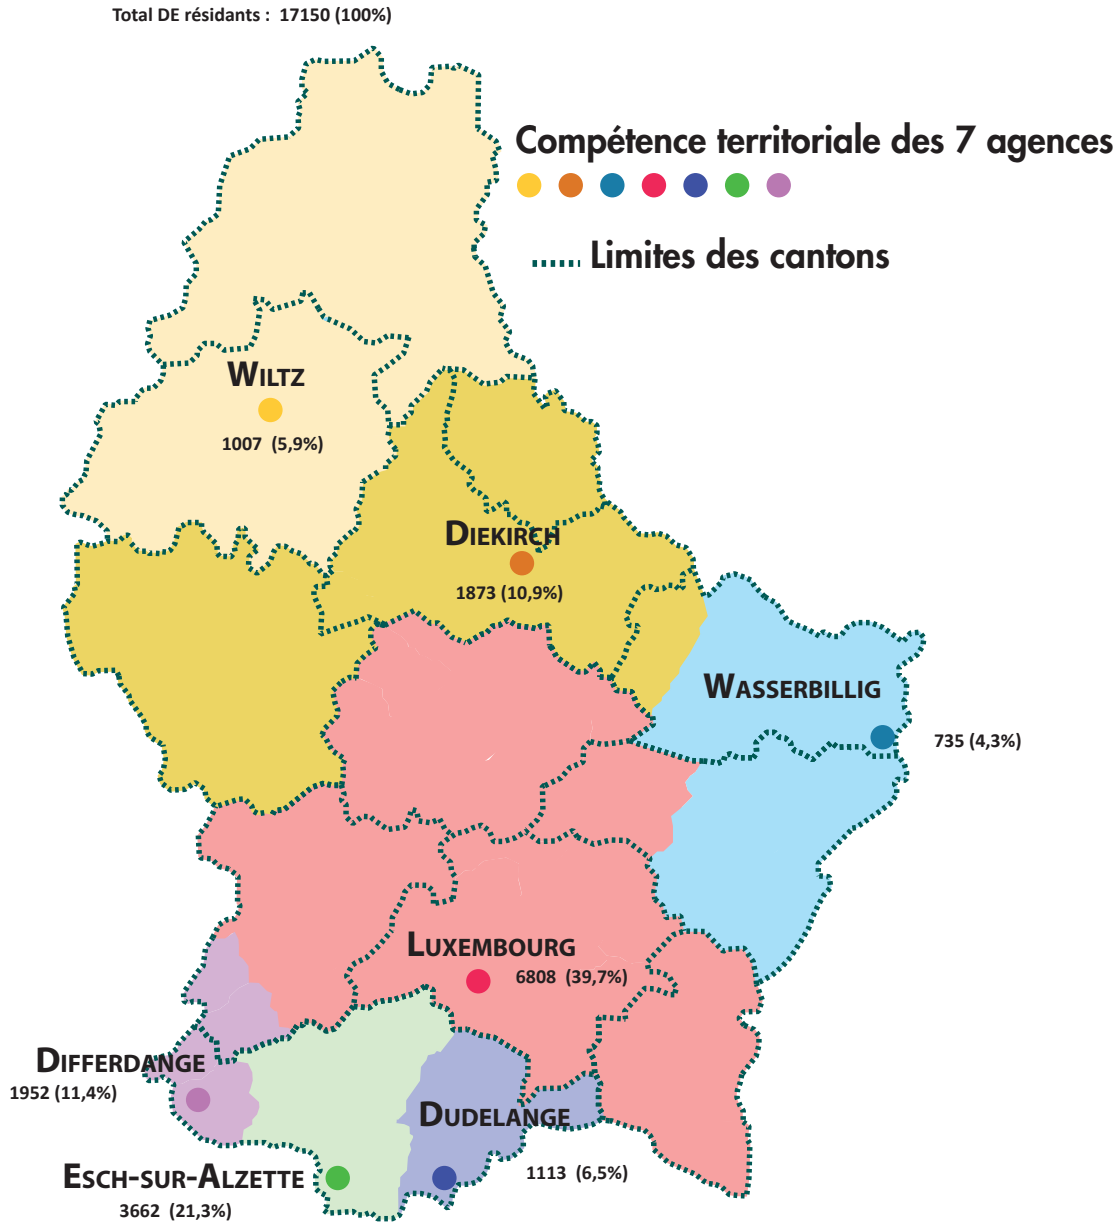 Total DE résidants : 17150 (100%)
Compétence territoriale des 7 agences
Limites des cantons
WILTZ
1007 (5,9%)
DIEKIRCH
1873 (10,9%)
WASSERBILLIG
735 (4,3%)
LUXEMBOURG
6808 (39,7%)
DIFFERDANGE
1952 (11,4%)
DUDELANGE
1113 (6,5%)
ESCH-SUR-ALZETTE
3662 (21,3%)